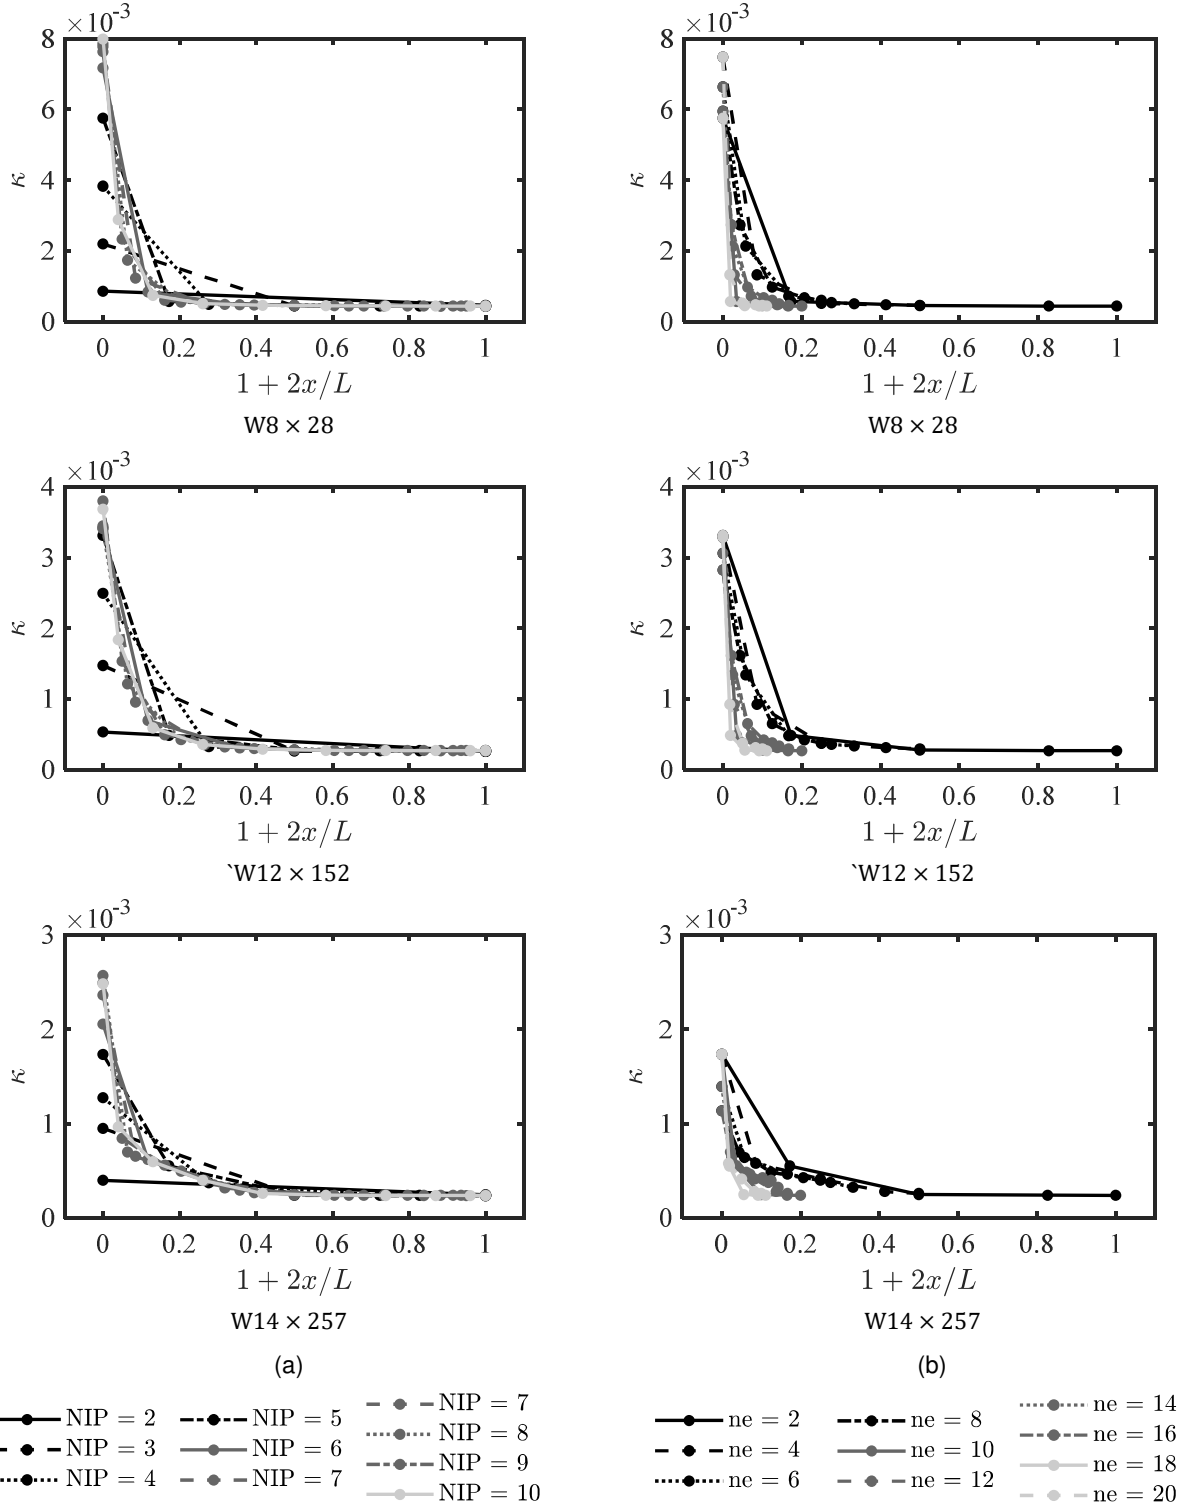 ×10-3
8
6
4
2
0
κ
0 0.2 0.4 0.6 0.8 1
1 + 2x/L
W8 × 28
×10-3
8
6
4
2
0
κ
0 0.2 0.4 0.6 0.8 1
1 + 2x/L
W8 × 28
×10-3
4
3
2
1
0
κ
0 0.2 0.4 0.6 0.8 1
1 + 2x/L
`W12 × 152
×10-3
4
3
2
1
0
κ
0 0.2 0.4 0.6 0.8 1
1 + 2x/L
`W12 × 152
×10-3
3
2
1
0
κ
0 0.2 0.4 0.6 0.8 1
1 + 2x/L
W14 × 257
(a)
×10-3
3
2
1
0
κ
0 0.2 0.4 0.6 0.8 1
1 + 2x/L
W14 × 257
(b)
NIP = 2
NIP = 3
NIP = 4
NIP = 5
NIP = 6
NIP = 7
NIP = 7
NIP = 8
NIP = 9
NIP = 10
ne = 2
ne = 4
ne = 6
ne = 8
ne = 10
ne = 12
ne = 14
ne = 16
ne = 18
ne = 20